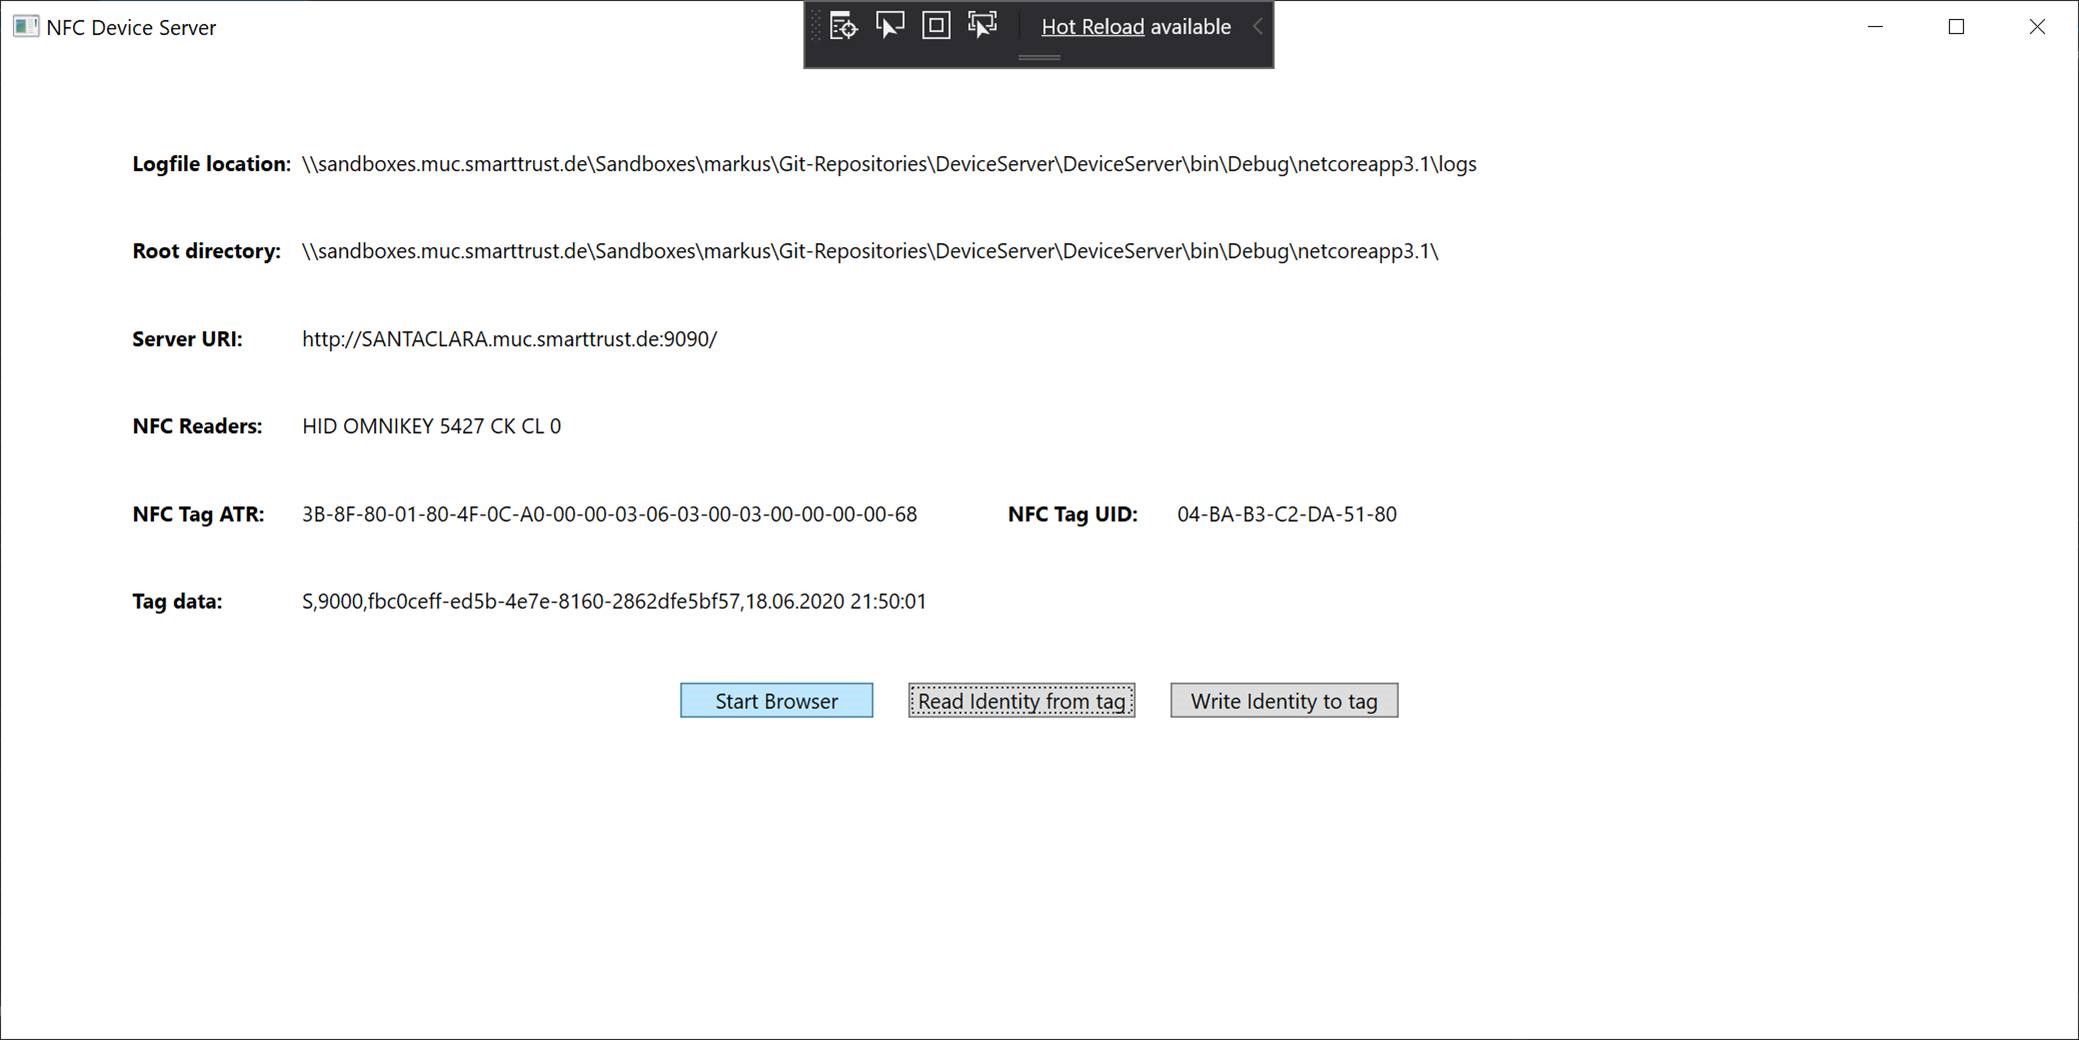 NFC Device Server
Hot Reload available
Logfile location: \\sandboxes.muc.smarttrust.de\Sandboxes\markus\Git-Repositories\DeviceServer\DeviceServer\bin\Debug\netcoreapp3.1\logs
Root directory: \\sandboxes.muc.smarttrust.de\Sandboxes\markus\Git-Repositories\DeviceServer\DeviceServer\bin\Debug\netcoreapp3.1\
Server URI: http://SANTACLARA.muc.smarttrust.de:9090/
NFC Readers: HID OMNIKEY 5427 CK CL 0
NFC Tag ATR: 3B-8F-80-01-80-4F-0C-A0-00-00-03-06-03-00-03-00-00-00-00-68 NFC Tag UID: 04-BA-B3-C2-DA-51-80
Tag data: S,9000,fbc0ceff-ed5b-4e7e-8160-2862dfe5bf57,18.06.2020 21:50:01
Start Browser Read Identity from tag Write Identity to tag